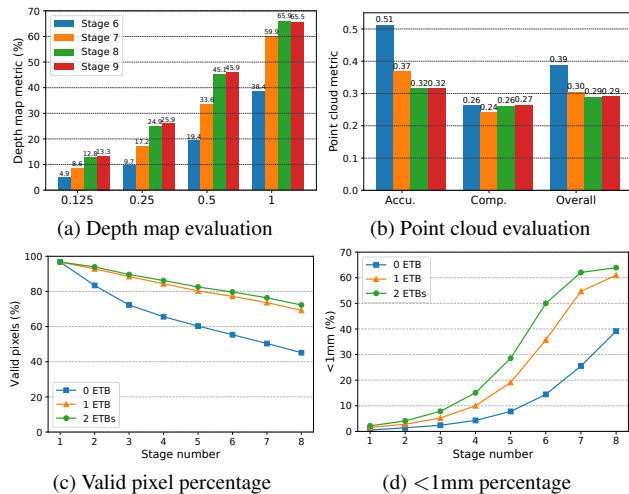 Depth map metric (%)
70
60
50
40
30
20
10
0
Stage 6
Stage 7
Stage 8
Stage 9
4.9 8.6 12.8 13.3
9.7 17.2 24.9 25.9
19.4 33.6 45.1 45.9
38.4 59.9 65.9 65.5
0.125 0.25 0.5 1
(a) Depth map evaluation
Point cloud metric
0.5
0.4
0.3
0.2
0.1
0.0
0.51 0.37 0.32 0.32
0.26 0.24 0.26 0.27
0.39 0.30 0.29 0.29
Accu. Comp. Overall
(b) Point cloud evaluation
Valid pixels (%)
100
80
60
40
20
0
0 ETB
1 ETB
2 ETBs
1 2 3 4 5 6 7 8
Stage number
(c) Valid pixel percentage
<1mm (%)
70
60
50
40
30
20
10
0
0 ETB
1 ETB
2 ETBs
1 2 3 4 5 6 7 8
Stage number
(d) <1mm percentage